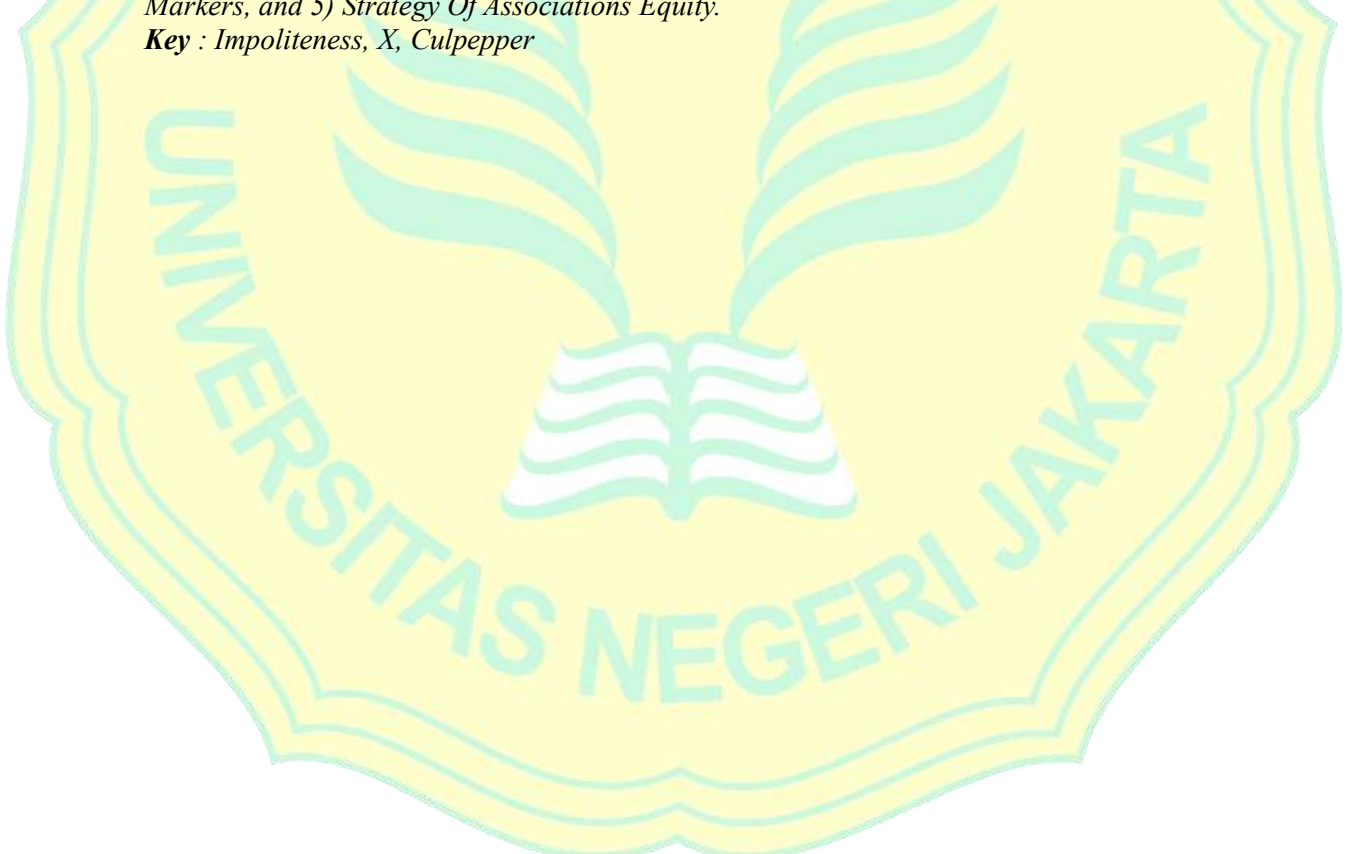 Markers, and 5) Strategy Of Associations Equity.
Key : Impoliteness, X, Culpepper
UNIVERSITAS NEGERI JAKARTA